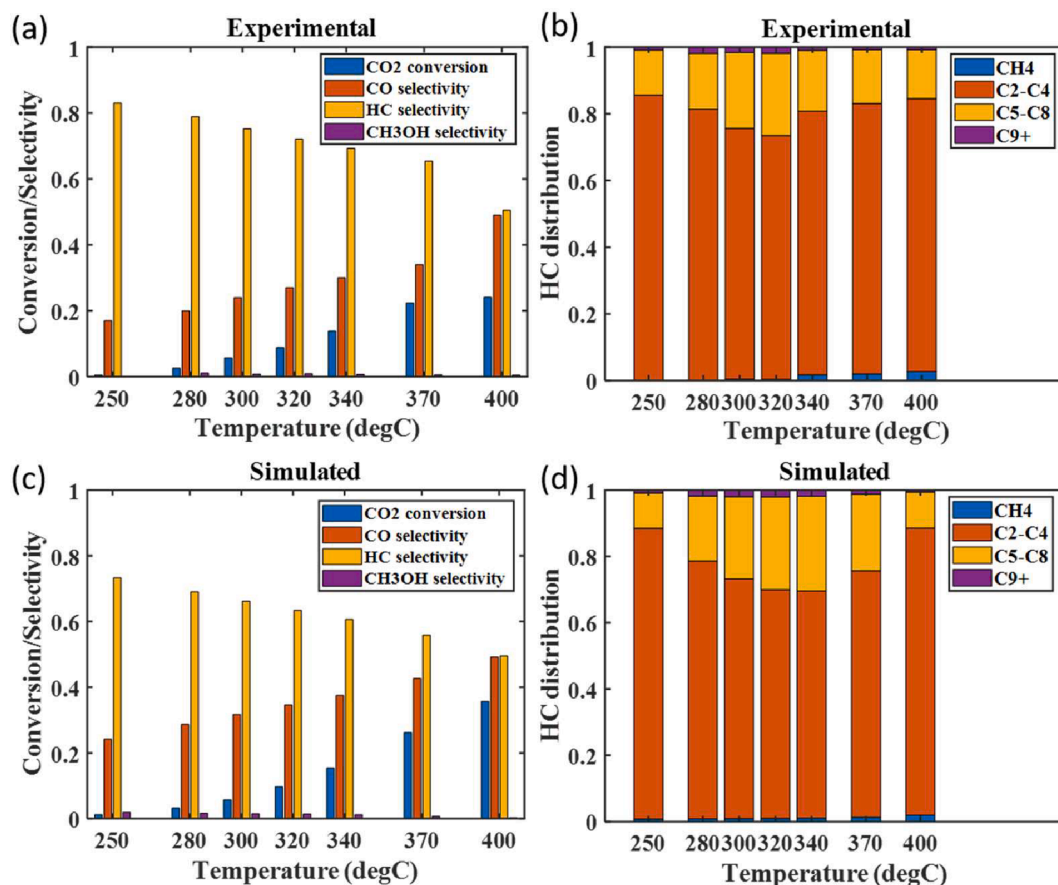 (a)
Experimental
Conversion/Selectivity
1
0.8
0.6
0.4
0.2
0
CO2 conversion
CO selectivity
HC selectivity
CH3OH selectivity
250 280 300 320 340 370 400
Temperature (degC)
(b)
Experimental
HC distribution
1
0.8
0.6
0.4
0.2
0
CH4
C2-C4
C5-C8
C9+
250 280 300 320 340 370 400
Temperature (degC)
(c)
Simulated
Conversion/Selectivity
1
0.8
0.6
0.4
0.2
0
CO2 conversion
CO selectivity
HC selectivity
CH3OH selectivity
250 280 300 320 340 370 400
Temperature (degC)
(d)
Simulated
HC distribution
1
0.8
0.6
0.4
0.2
0
CH4
C2-C4
C5-C8
C9+
250 280 300 320 340 370 400
Temperature (degC)